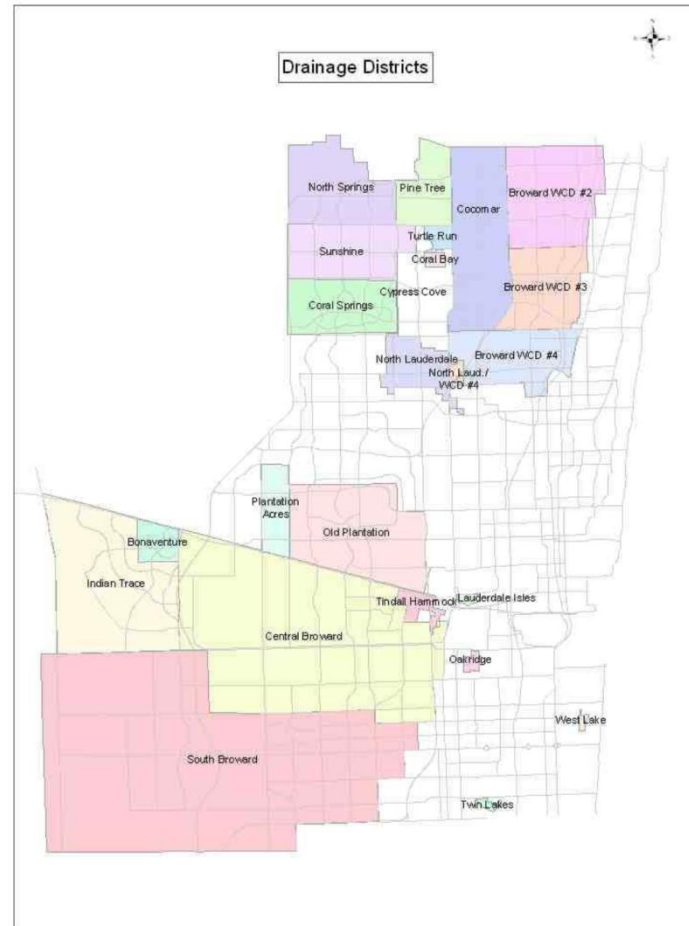 Drainage Districts
North Springs
Pine Tree
Broward WCD #2
Cocomar
Turtle Run
Sunshine
Coral Bay
Cypress Cove
Broward WCD #3
Coral Springs
North Lauderdale
Broward WCD #4
North Laud./
WCD #4
Plantation
Acres
Old Plantation
Bonaventure
Indian Trace
Tindall Hammock
Lauderdale Isles
Central Broward
Oakridge
West Lake
South Broward
Twin Lakes